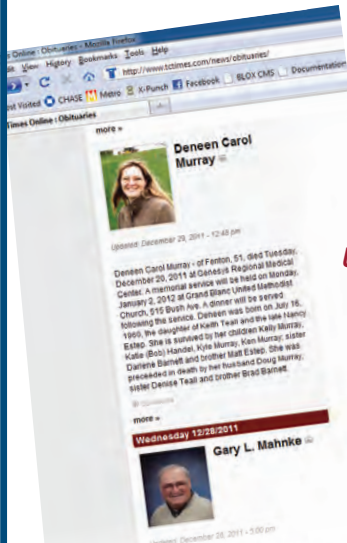 s Online : Obituaries - Mozilla Firefox
dit View History Bookmarks Tools Help
http://www.tctimes.com/news/obituaries/
st Visited CHASE Metro X-Punch Facebook BLOX CMS Documentation
Times Online : Obituaries
more »
Deneen Carol
Murray
Updated: December 29, 2011 - 12:48 pm
Deneen Carol Murray - of Fenton, 51, died Tuesday,
December 20, 2011 at Genesys Regional Medical
Center. A memorial service will be held on Monday,
January 2, 2012 at Grand Blanc United Methodist
Church, 515 Bush Ave. A dinner will be served
following the service. Deneen was born on July 16,
1960, the daughter of Keith Teall and the late Nancy
Estep. She is survived by her children Kelly Murray,
Katie (Bob) Handel, Kyle Murray, Ken Murray; sister
Darlene Barnett and brother Matt Estep. She was
preceeded in death by her husband Doug Murray;
sister Denise Teall and brother Brad Barnett.
more »
Wednesday 12/28/2011
Gary L. Mahnke
Updated: December 28, 2011 - 5:00 pm